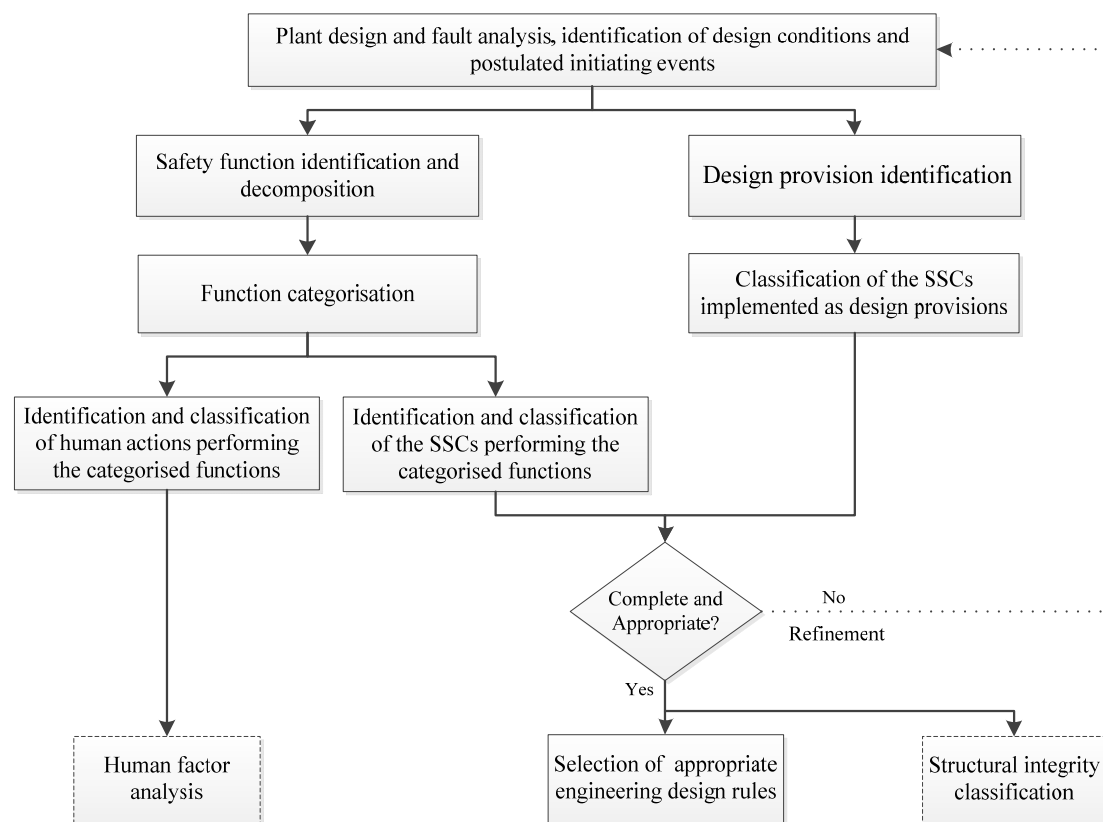 Plant design and fault analysis, identification of design conditions and
postulated initiating events
Safety function identification and
decomposition
Design provision identification
Function categorisation
Classification of the SSCs
implemented as design provisions
Identification and classification
of human actions performing
the categorised functions
Identification and classification
of the SSCs performing the
categorised functions
Complete and
Appropriate?
No
Refinement
Yes
Human factor
analysis
Selection of appropriate
engineering design rules
Structural integrity
classification